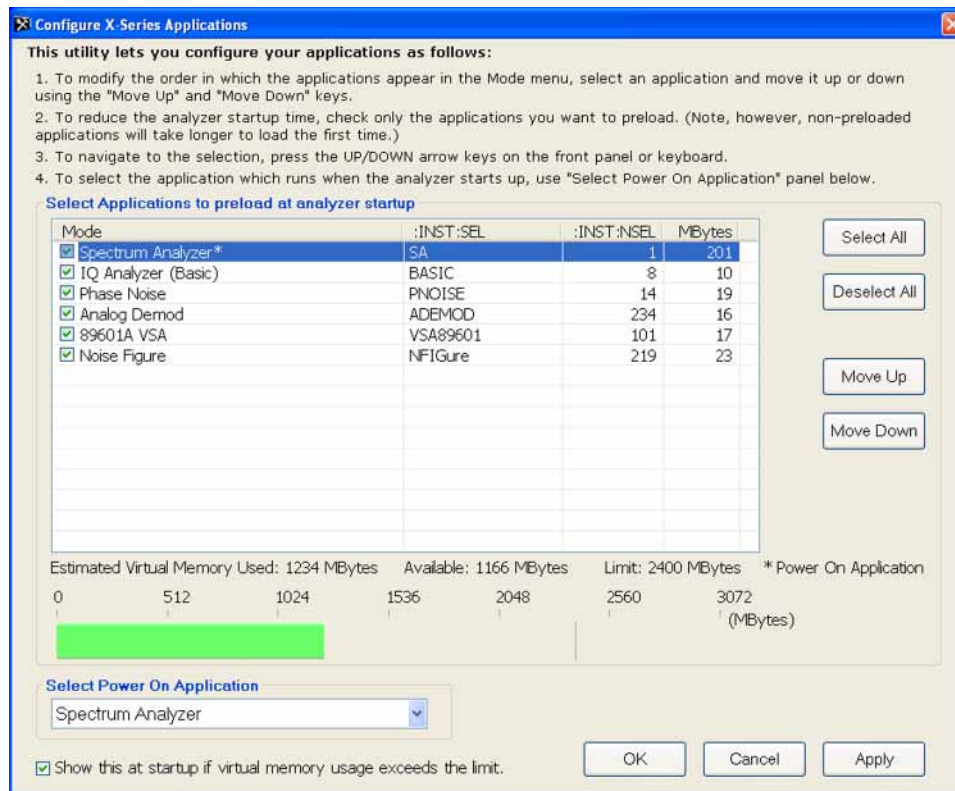 Configure X-Series Applications
This utility lets you configure your applications as follows:
1. To modify the order in which the applications appear in the Mode menu, select an application and move it up or down
using the "Move Up" and "Move Down" keys.
2. To reduce the analyzer startup time, check only the applications you want to preload. (Note, however, non-preloaded
applications will take longer to load the first time.)
3. To navigate to the selection, press the UP/DOWN arrow keys on the front panel or keyboard.
4. To select the application which runs when the analyzer starts up, use "Select Power On Application" panel below.
Select Applications to preload at analyzer startup
Mode :INST:SEL :INST:NSEL MBytes
Spectrum Analyzer* SA 1 201
IQ Analyzer (Basic) BASIC 8 10
Phase Noise PNOISE 14 19
Analog Demod ADEMOD 234 16
89601A VSA VSA89601 101 17
Noise Figure NFIGure 219 23
Select All
Deselect All
Move Up
Move Down
Estimated Virtual Memory Used: 1234 MBytes Available: 1166 MBytes Limit: 2400 MBytes * Power On Application
0 512 1024 1536 2048 2560 3072
(MBytes)
Select Power On Application
Spectrum Analyzer
Show this at startup if virtual memory usage exceeds the limit.
OK Cancel Apply